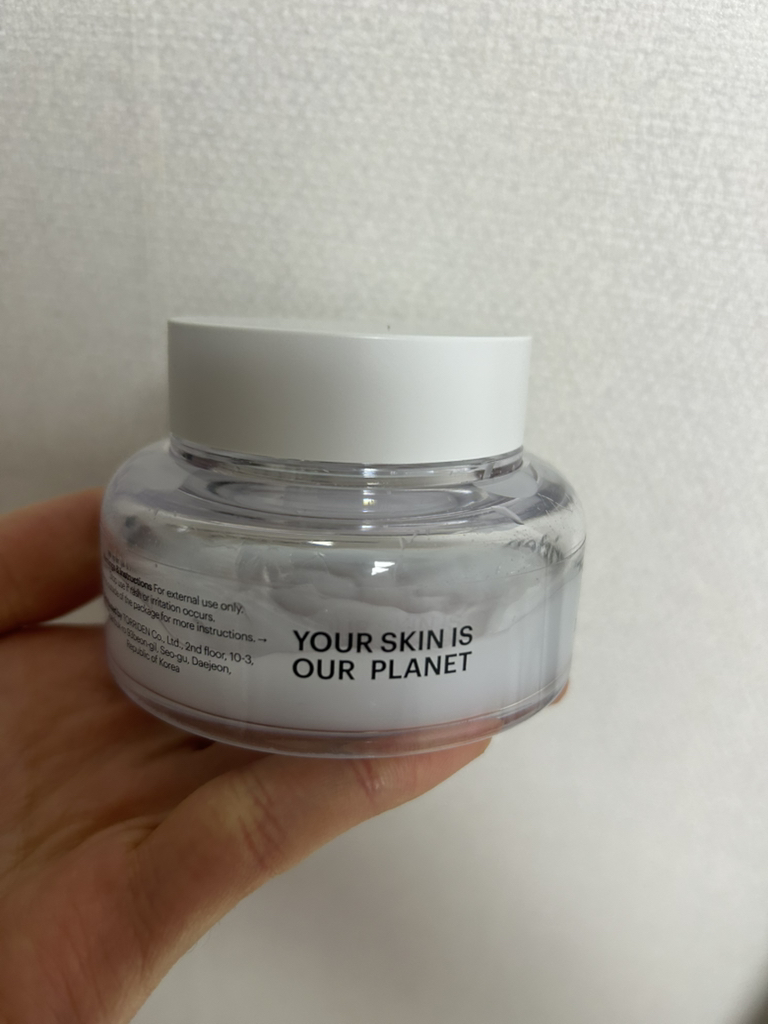 instructions For external use only.
irritation occurs.
of the package for more instructions. →
TORRIDEN Co., Ltd. 2nd floor, 10-3,
Seo-gu, Daejeon,
Republic of Korea
YOUR SKIN IS
OUR PLANET